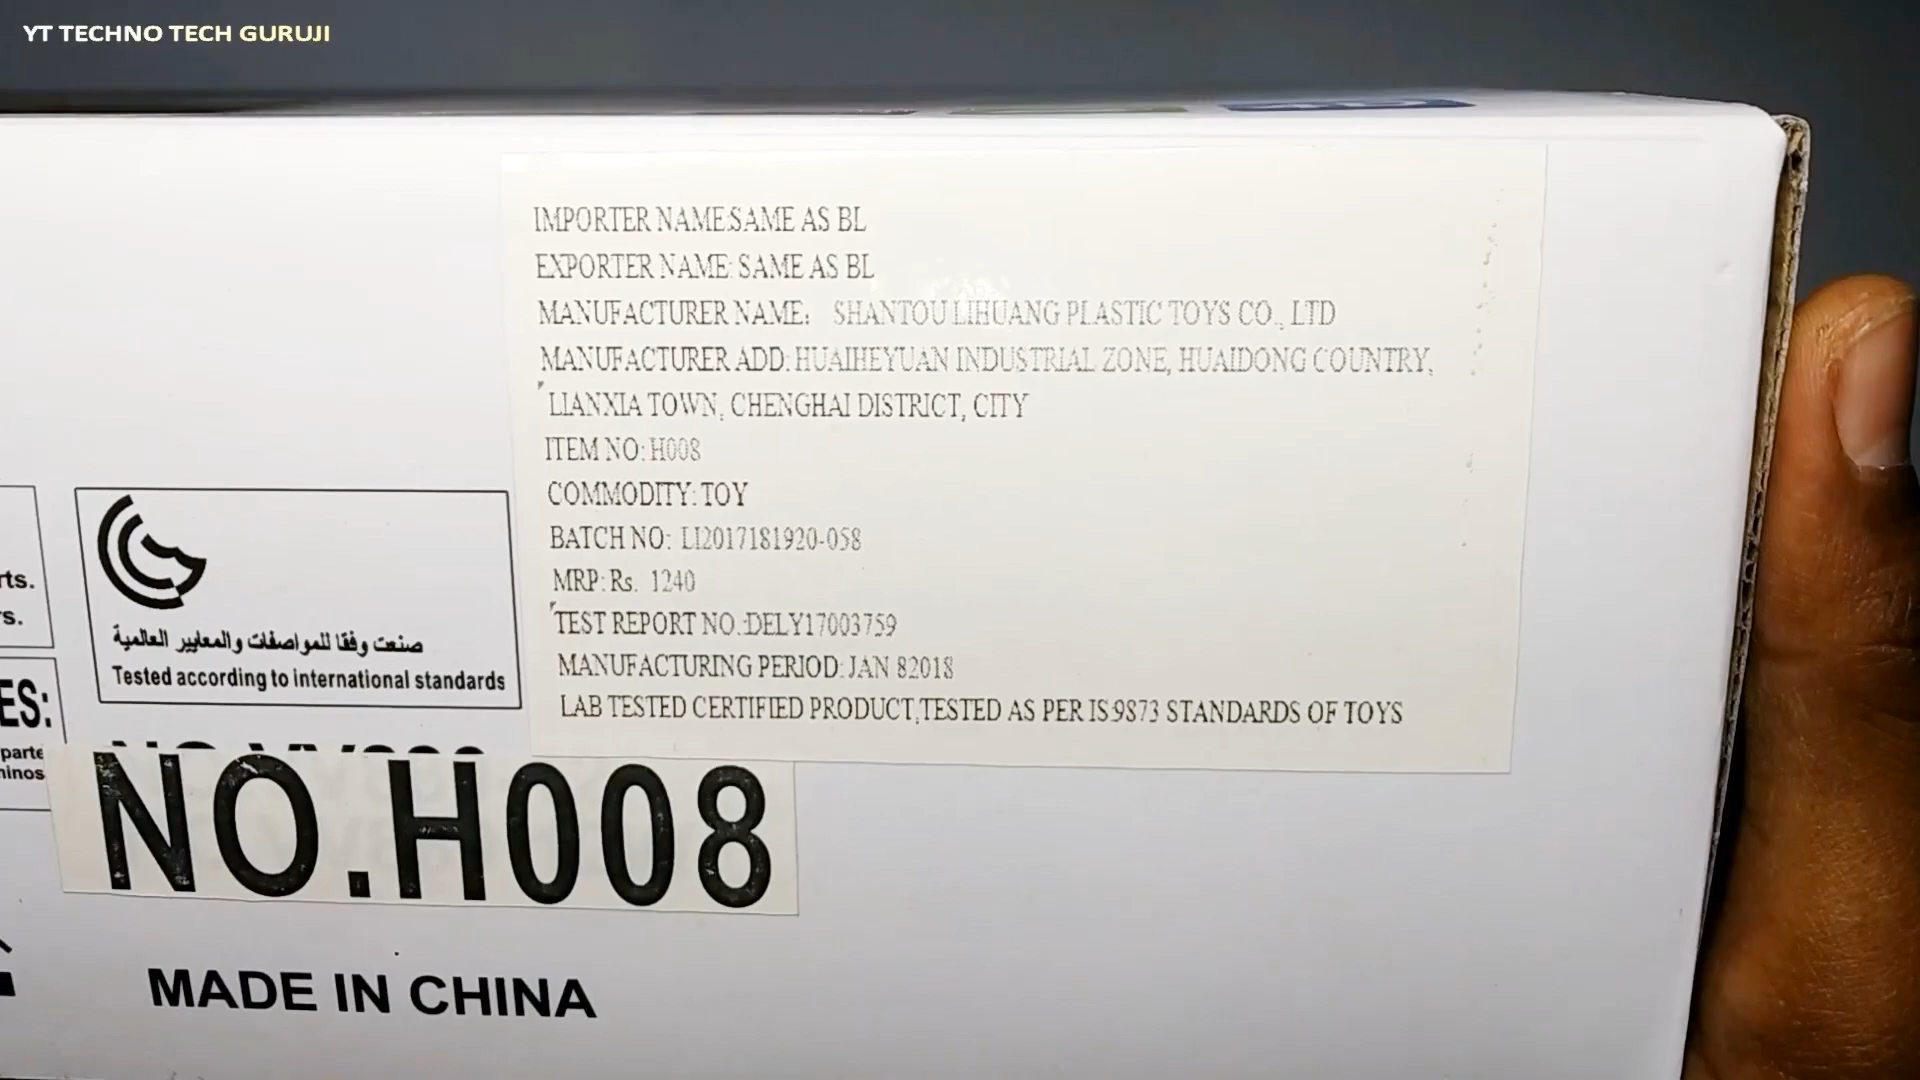 YT TECHNO TECH GURUJI
IMPORTER NAME:SAME AS BL
EXPORTER NAME: SAME AS BL
MANUFACTURER NAME: SHANTOU LIHUANG PLASTIC TOYS CO., LTD
MANUFACTURER ADD: HUAIHEYUAN INDUSTRIAL ZONE, HUAIDONG COUNTRY,
LIANXIA TOWN, CHENGHAI DISTRICT, CITY
ITEM NO: H008
COMMODITY: TOY
BATCH NO: LI2017181920-058
MRP: Rs. 1240
TEST REPORT NO.:DELY17003759
MANUFACTURING PERIOD: JAN 82018
LAB TESTED CERTIFIED PRODUCT,TESTED AS PER IS:9873 STANDARDS OF TOYS
rts.
s.
صنعت وفقا للمواصفات والمعايير العالمية
Tested according to international standards
ES:
parte
ninos
NO.H008
MADE IN CHINA